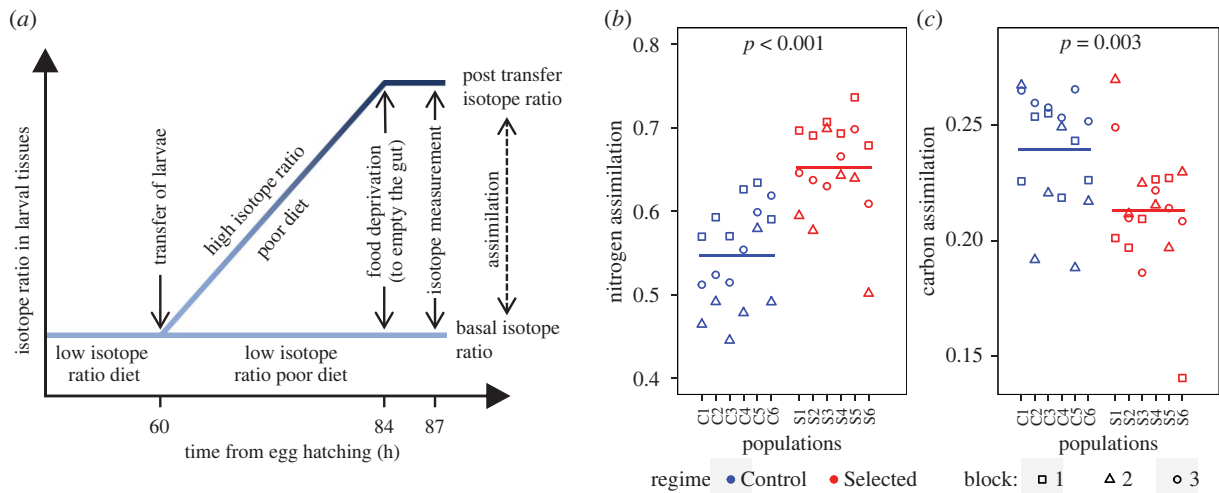 (a)
isotope ratio in larval tissues
transfer of larvae
high isotope ratio
poor diet
food deprivation
(to empty the gut)
isotope measurement
assimilation
post transfer
isotope ratio
basal isotope
ratio
low isotope
ratio diet
low isotope
ratio poor diet
60
84
87
time from egg hatching (h)
(b)
p < 0.001
nitrogen assimilation
0.8
0.7
0.6
0.5
0.4
C1
C2
C3
C4
C5
C6
S1
S2
S3
S4
S5
S6
populations
(c)
p = 0.003
carbon assimilation
0.25
0.20
0.15
C1
C2
C3
C4
C5
C6
S1
S2
S3
S4
S5
S6
populations
regime Control Selected block: 1 2 3